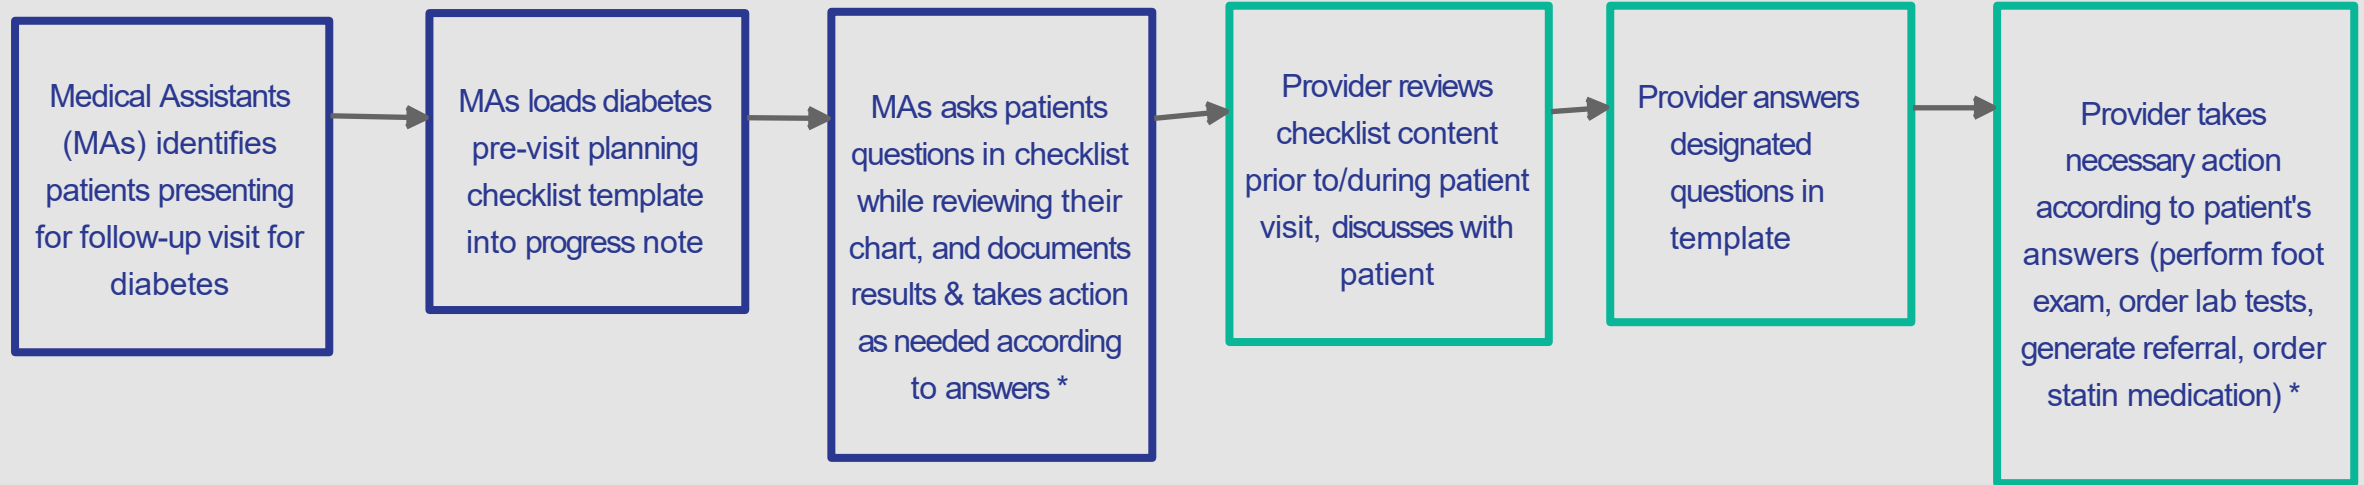 Medical Assistants
(MAs) identifies
patients presenting
for follow-up visit for
diabetes
MAs loads diabetes
pre-visit planning
checklist template
into progress note
MAs asks patients
questions in checklist
while reviewing their
chart, and documents
results & takes action
as needed according
to answers *
Provider reviews
checklist content
prior to/during patient
visit, discusses with
patient
Provider answers
designated
questions in
template
Provider takes
necessary action
according to patient's
answers (perform foot
exam, order lab tests,
generate referral, order
statin medication) *